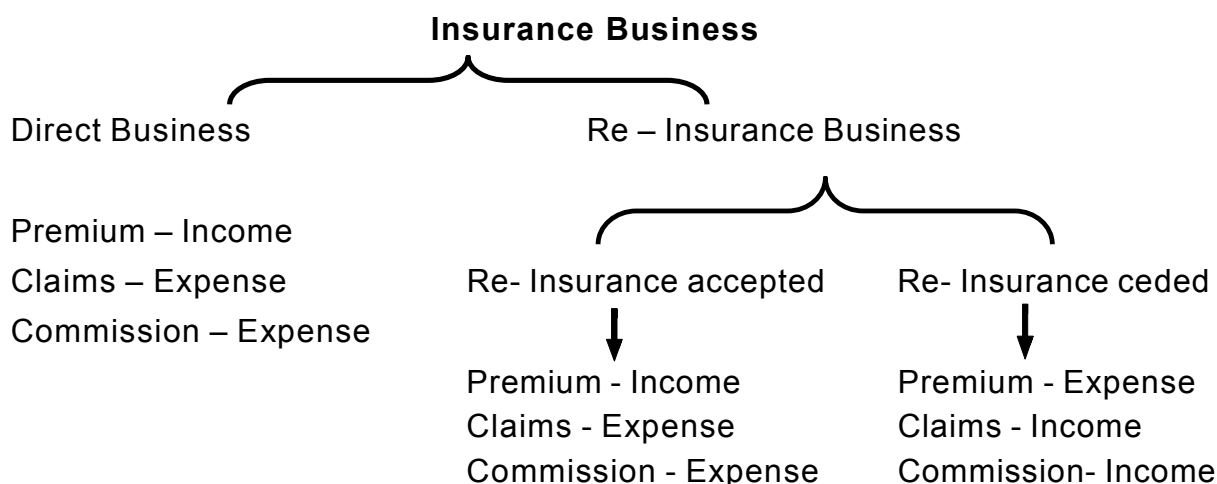 Insurance Business
Direct Business
Re – Insurance Business
Premium – Income
Claims – Expense
Commission – Expense
Re- Insurance accepted
Re- Insurance ceded
Premium - Income
Claims - Expense
Commission - Expense
Premium - Expense
Claims - Income
Commission- Income